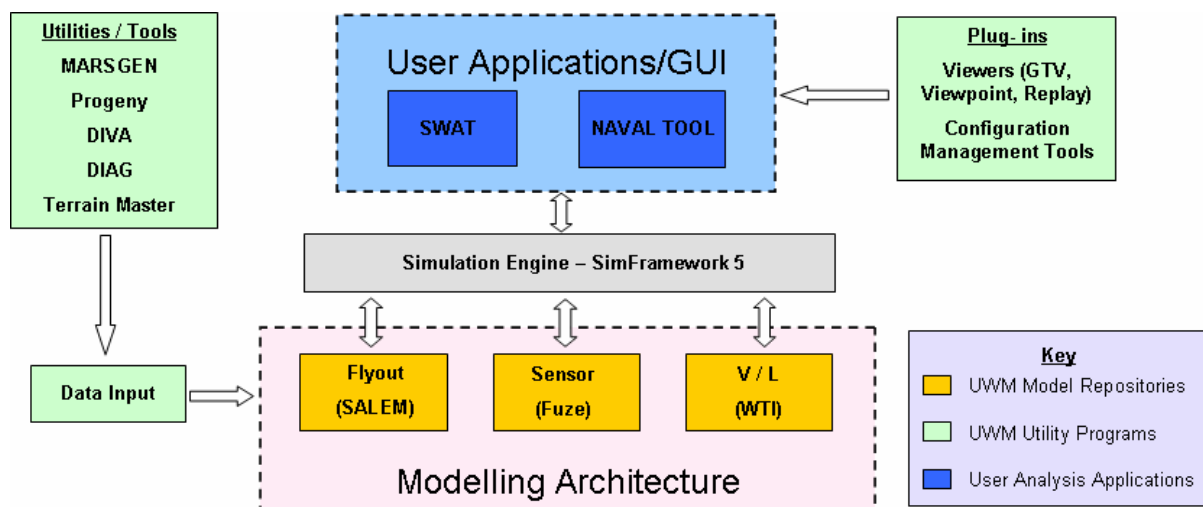 Utilities / Tools
MARSGEN
Progeny
DIVA
DIAG
Terrain Master
User Applications/GUI
SWAT
NAVAL TOOL
Plug- ins
Viewers (GTV,
Viewpoint, Replay)
Configuration
Management Tools
Simulation Engine – SimFramework 5
Data Input
Flyout
(SALEM)
Sensor
(Fuze)
V / L
(WTI)
Modelling Architecture
Key
UWM Model Repositories
UWM Utility Programs
User Analysis Applications